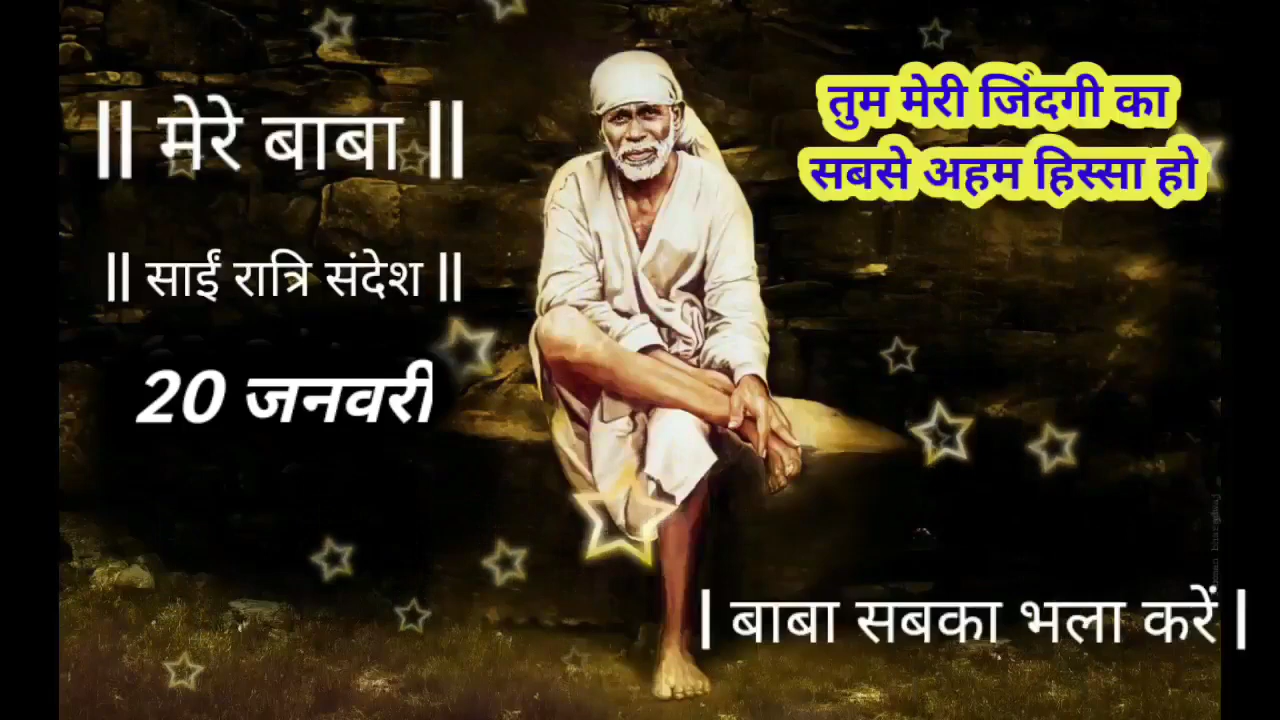 || मेरे बाबा ||
तुम मेरी जिंदगी का
सबसे अहम हिस्सा हो
|| साईं रात्रि संदेश ||
20 जनवरी
| बाबा सबका भला करें |